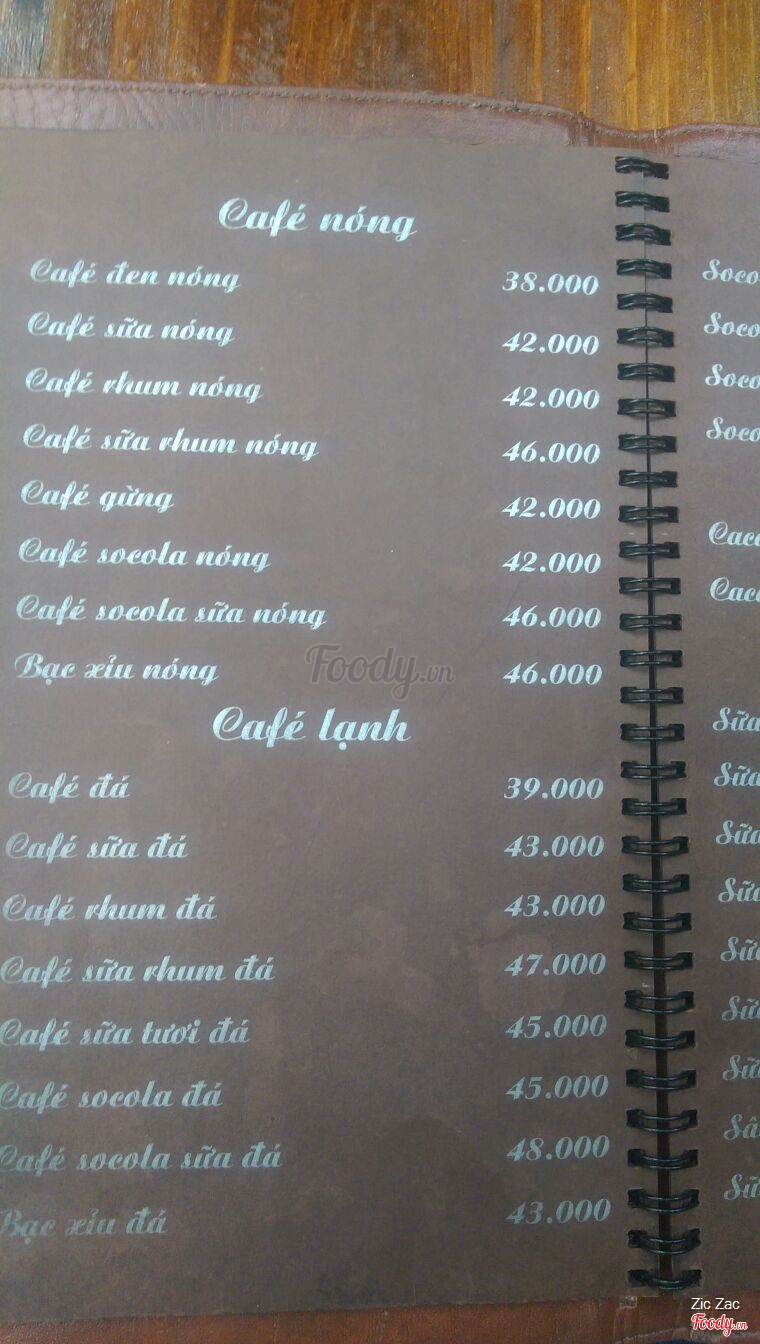 Café nóng
Café đen nóng 38.000
Café sữa nóng 42.000
Café rhum nóng 42.000
Café sữa rhum nóng 46.000
Café gừng 42.000
Café socola nóng 42.000
Café socola sữa nóng 46.000
Bạc xỉu nóng 46.000
Foody.vn
Café lạnh
Café đá 39.000
Café sữa đá 43.000
Café rhum đá 43.000
Café sữa rhum đá 47.000
Café sữa tươi đá 45.000
Café socola đá 45.000
Café socola sữa đá 48.000
Bạc xỉu đá 43.000
Sữa
Sữa
Sữa
Sữa
Zic Zac
Foody.vn